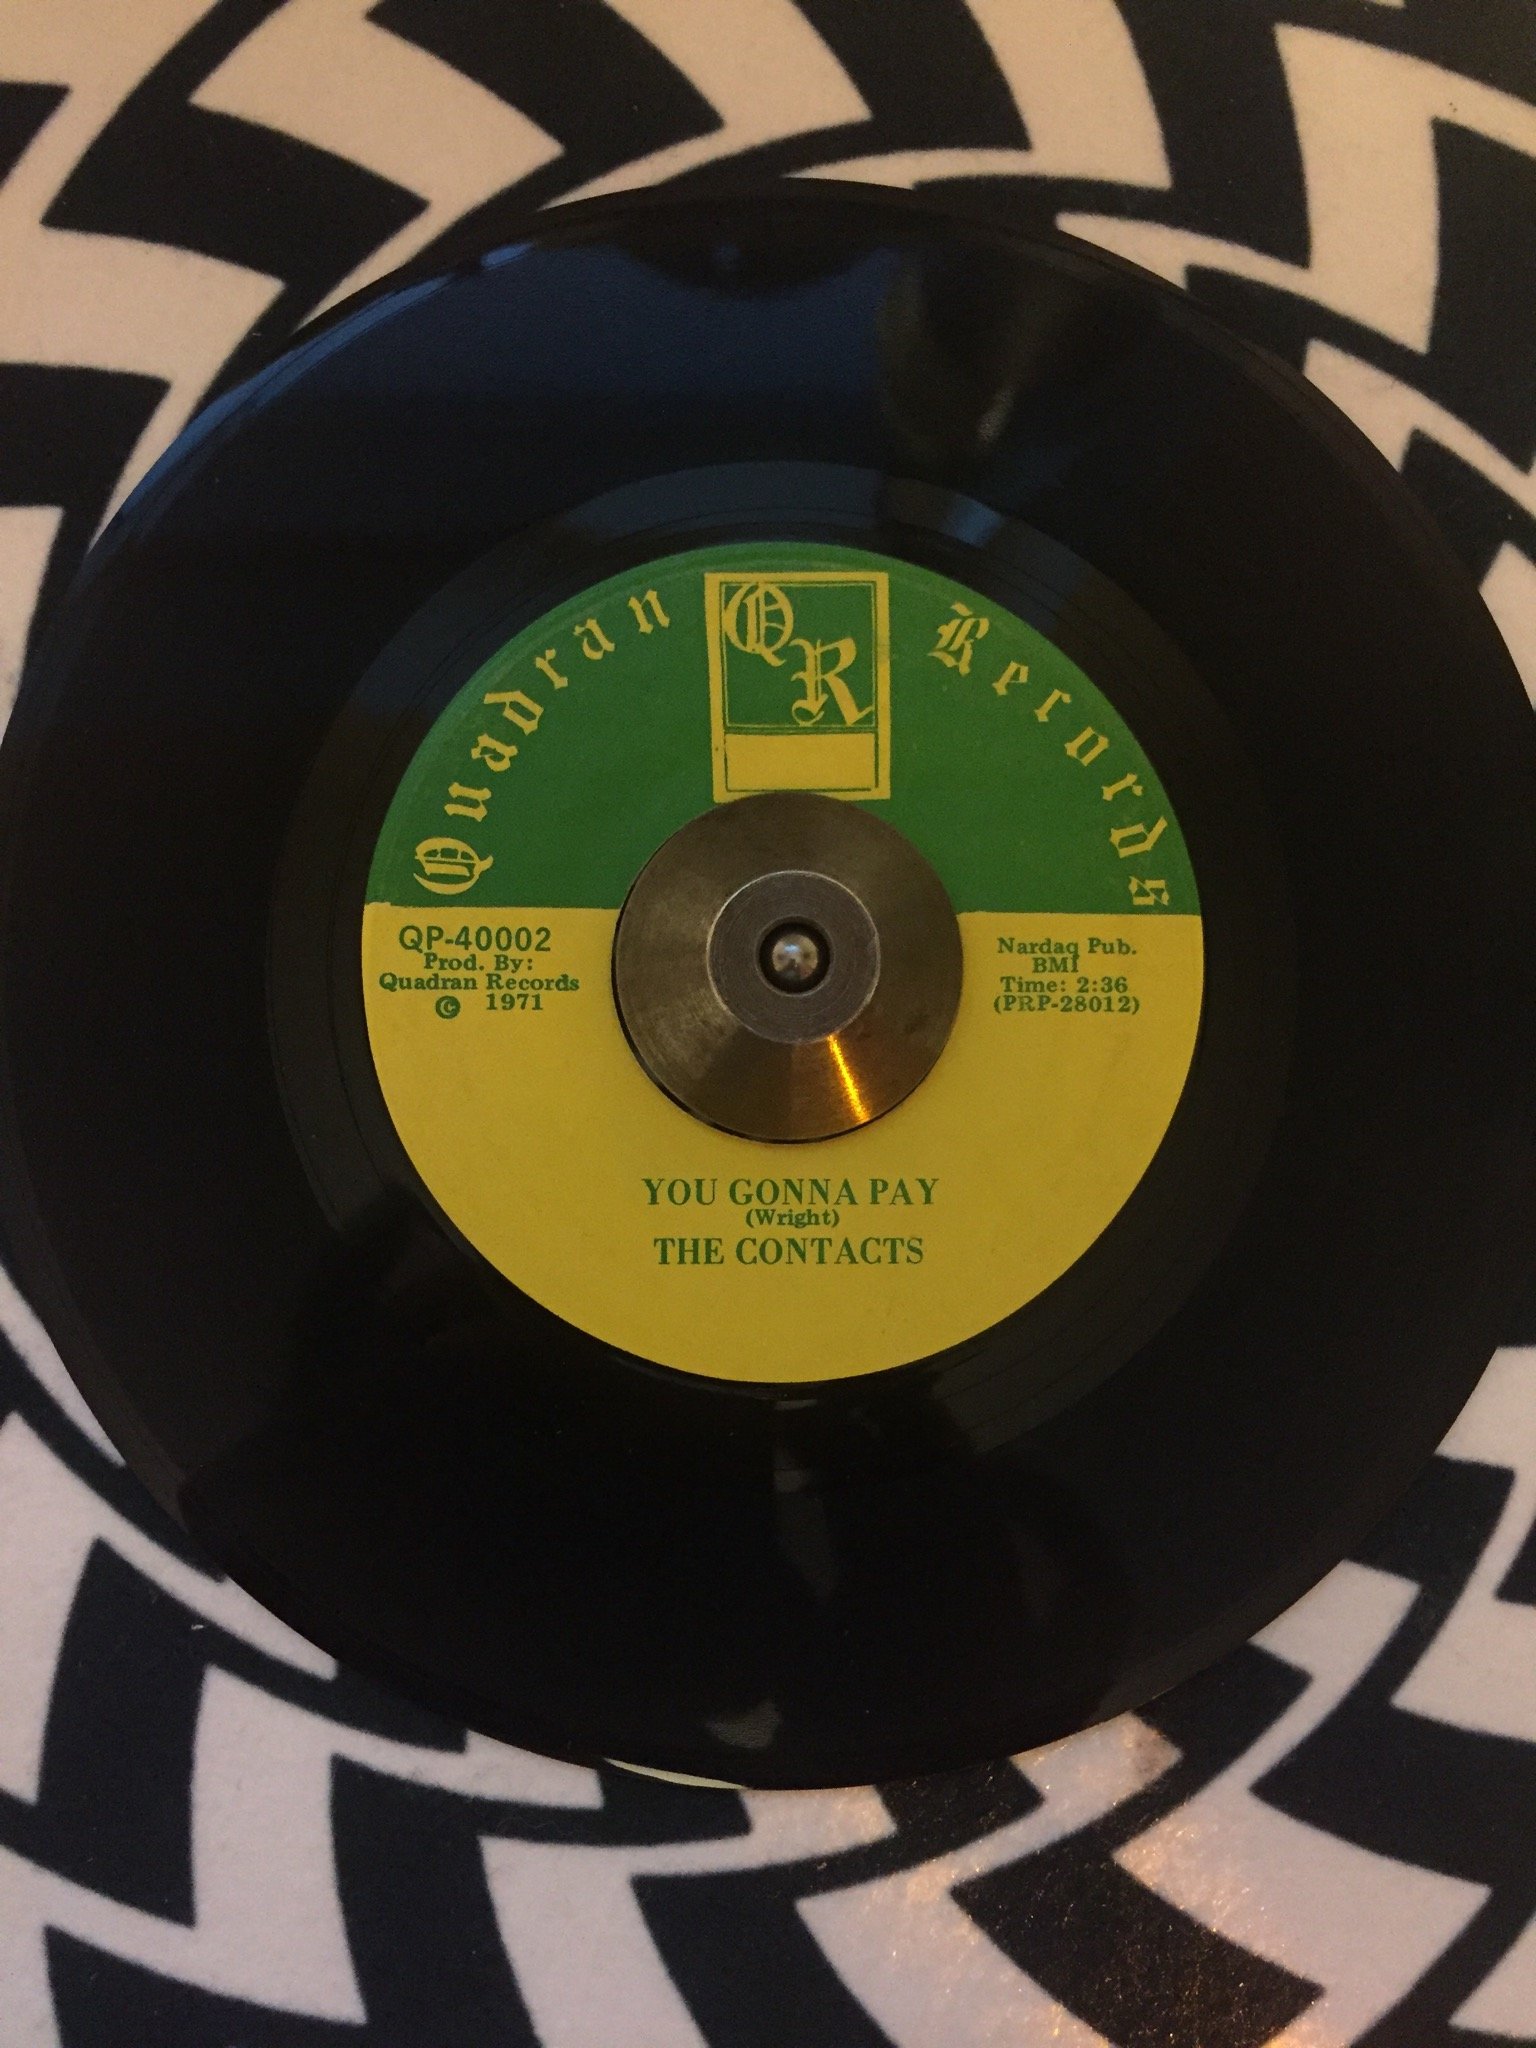 Quadran Records
QR
QP-40002
Prod. By:
Quadran Records
© 1971
Nardaq Pub.
BMI
Time: 2:36
(PRP-28012)
YOU GONNA PAY
(Wright)
THE CONTACTS